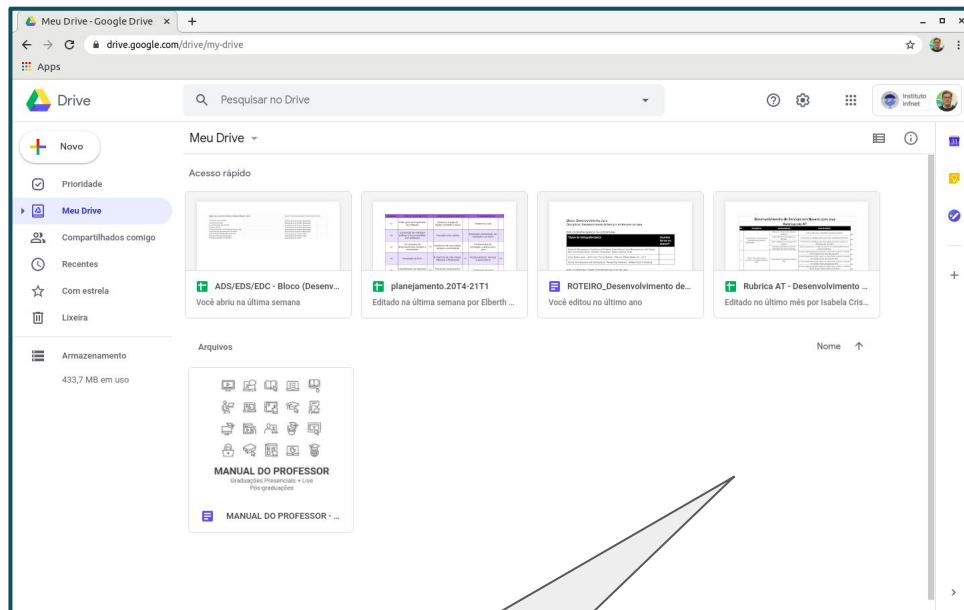 Meu Drive - Google Drive
drive.google.com/drive/my-drive
Apps
Drive
Pesquisar no Drive
Instituto
Infnet
Novo
Meu Drive
Prioridade
Meu Drive
Compartilhados comigo
Recentes
Com estrela
Lixeira
Armazenamento
433,7 MB em uso
Acesso rápido
ADS/EDS/EDC - Bloco (Desenv...
Você abriu na última semana
planejamento.20T4-21T1
Editado na última semana por Elberth ...
ROTEIRO_Desenvolvimento de...
Você editou no último ano
Rubrica AT - Desenvolvimento ...
Editado no último mês por Isabela Cris...
Arquivos
Nome
MANUAL DO PROFESSOR
Graduações Presenciais + Live
Pós-graduações
MANUAL DO PROFESSOR - ...